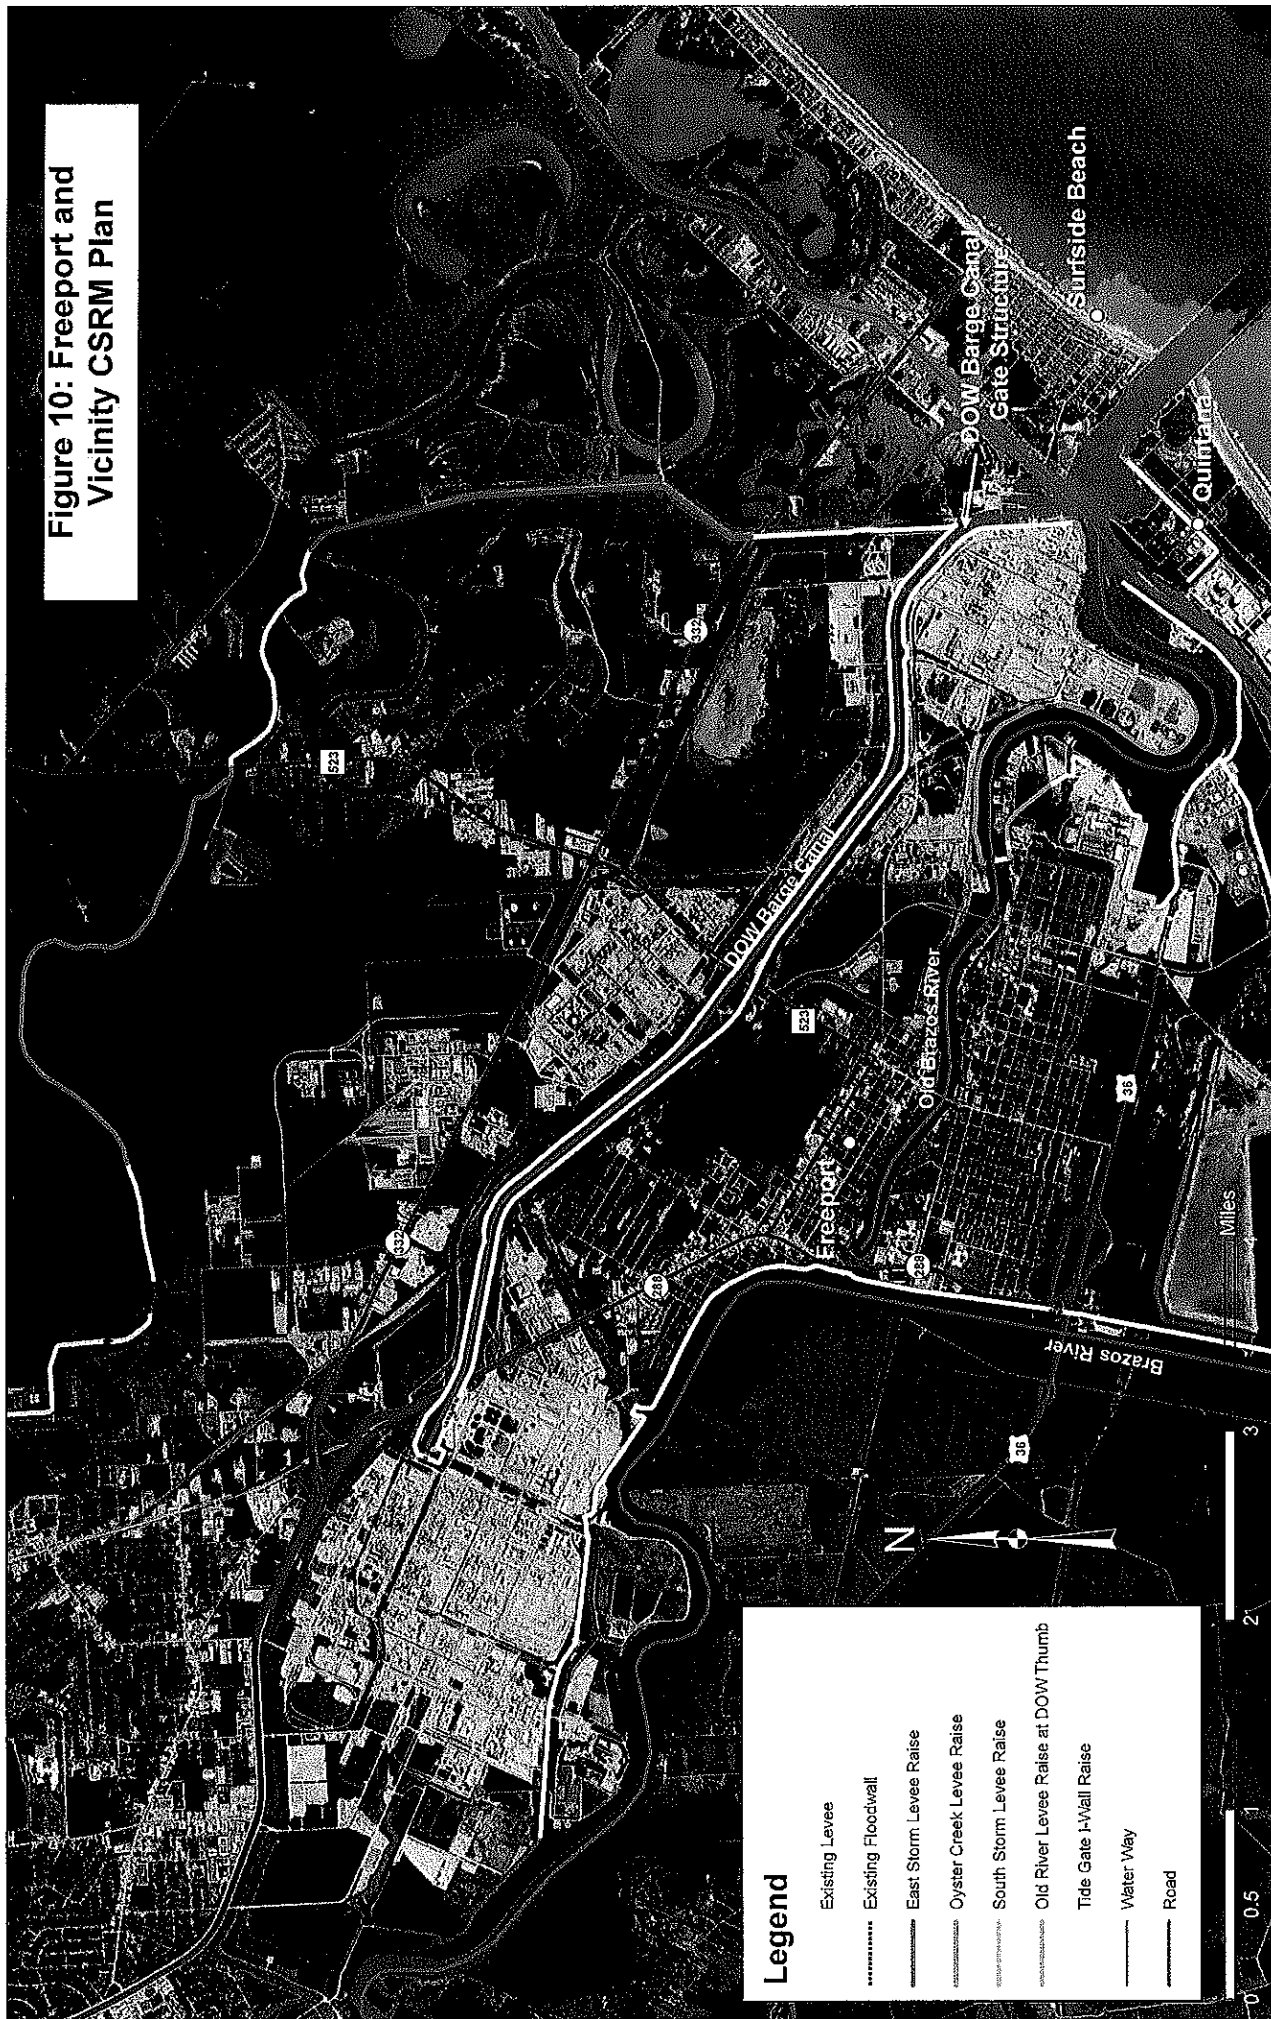 Figure 10: Freeport and
Vicinity CSRM Plan
523
332
DOW Barge Canal
Gate Structure
Surfside Beach
Quintana
332
DOW Barge Canal
523
Old Brazos River
36
288
Freeport
288
Brazos River
36
N
Miles
0
0.5
1
2
3
4
Legend
Existing Levee
Existing Floodwall
East Storm Levee Raise
Oyster Creek Levee Raise
South Storm Levee Raise
Old River Levee Raise at DOW Thumb
Tide Gate I-Wall Raise
Water Way
Road